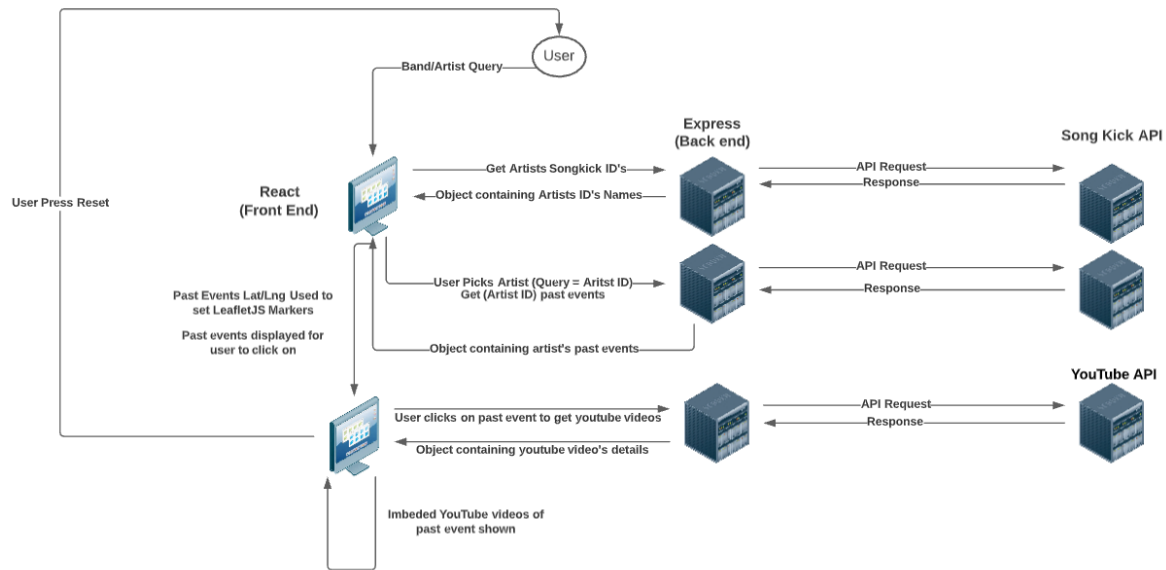 User
Band/Artist Query
Express
(Back end)
Song Kick API
Get Artists Songkick ID's
API Request
Response
Object containing Artists ID's Names
React
(Front End)
User Press Reset
User Picks Artist (Query = Aritst ID)
Get (Artist ID) past events
API Request
Response
Past Events Lat/Lng Used to
set LeafletJS Markers
Past events displayed for
user to click on
Object containing artist's past events
YouTube API
User clicks on past event to get youtube videos
API Request
Response
Object containing youtube video's details
Imbeded YouTube videos of
past event shown